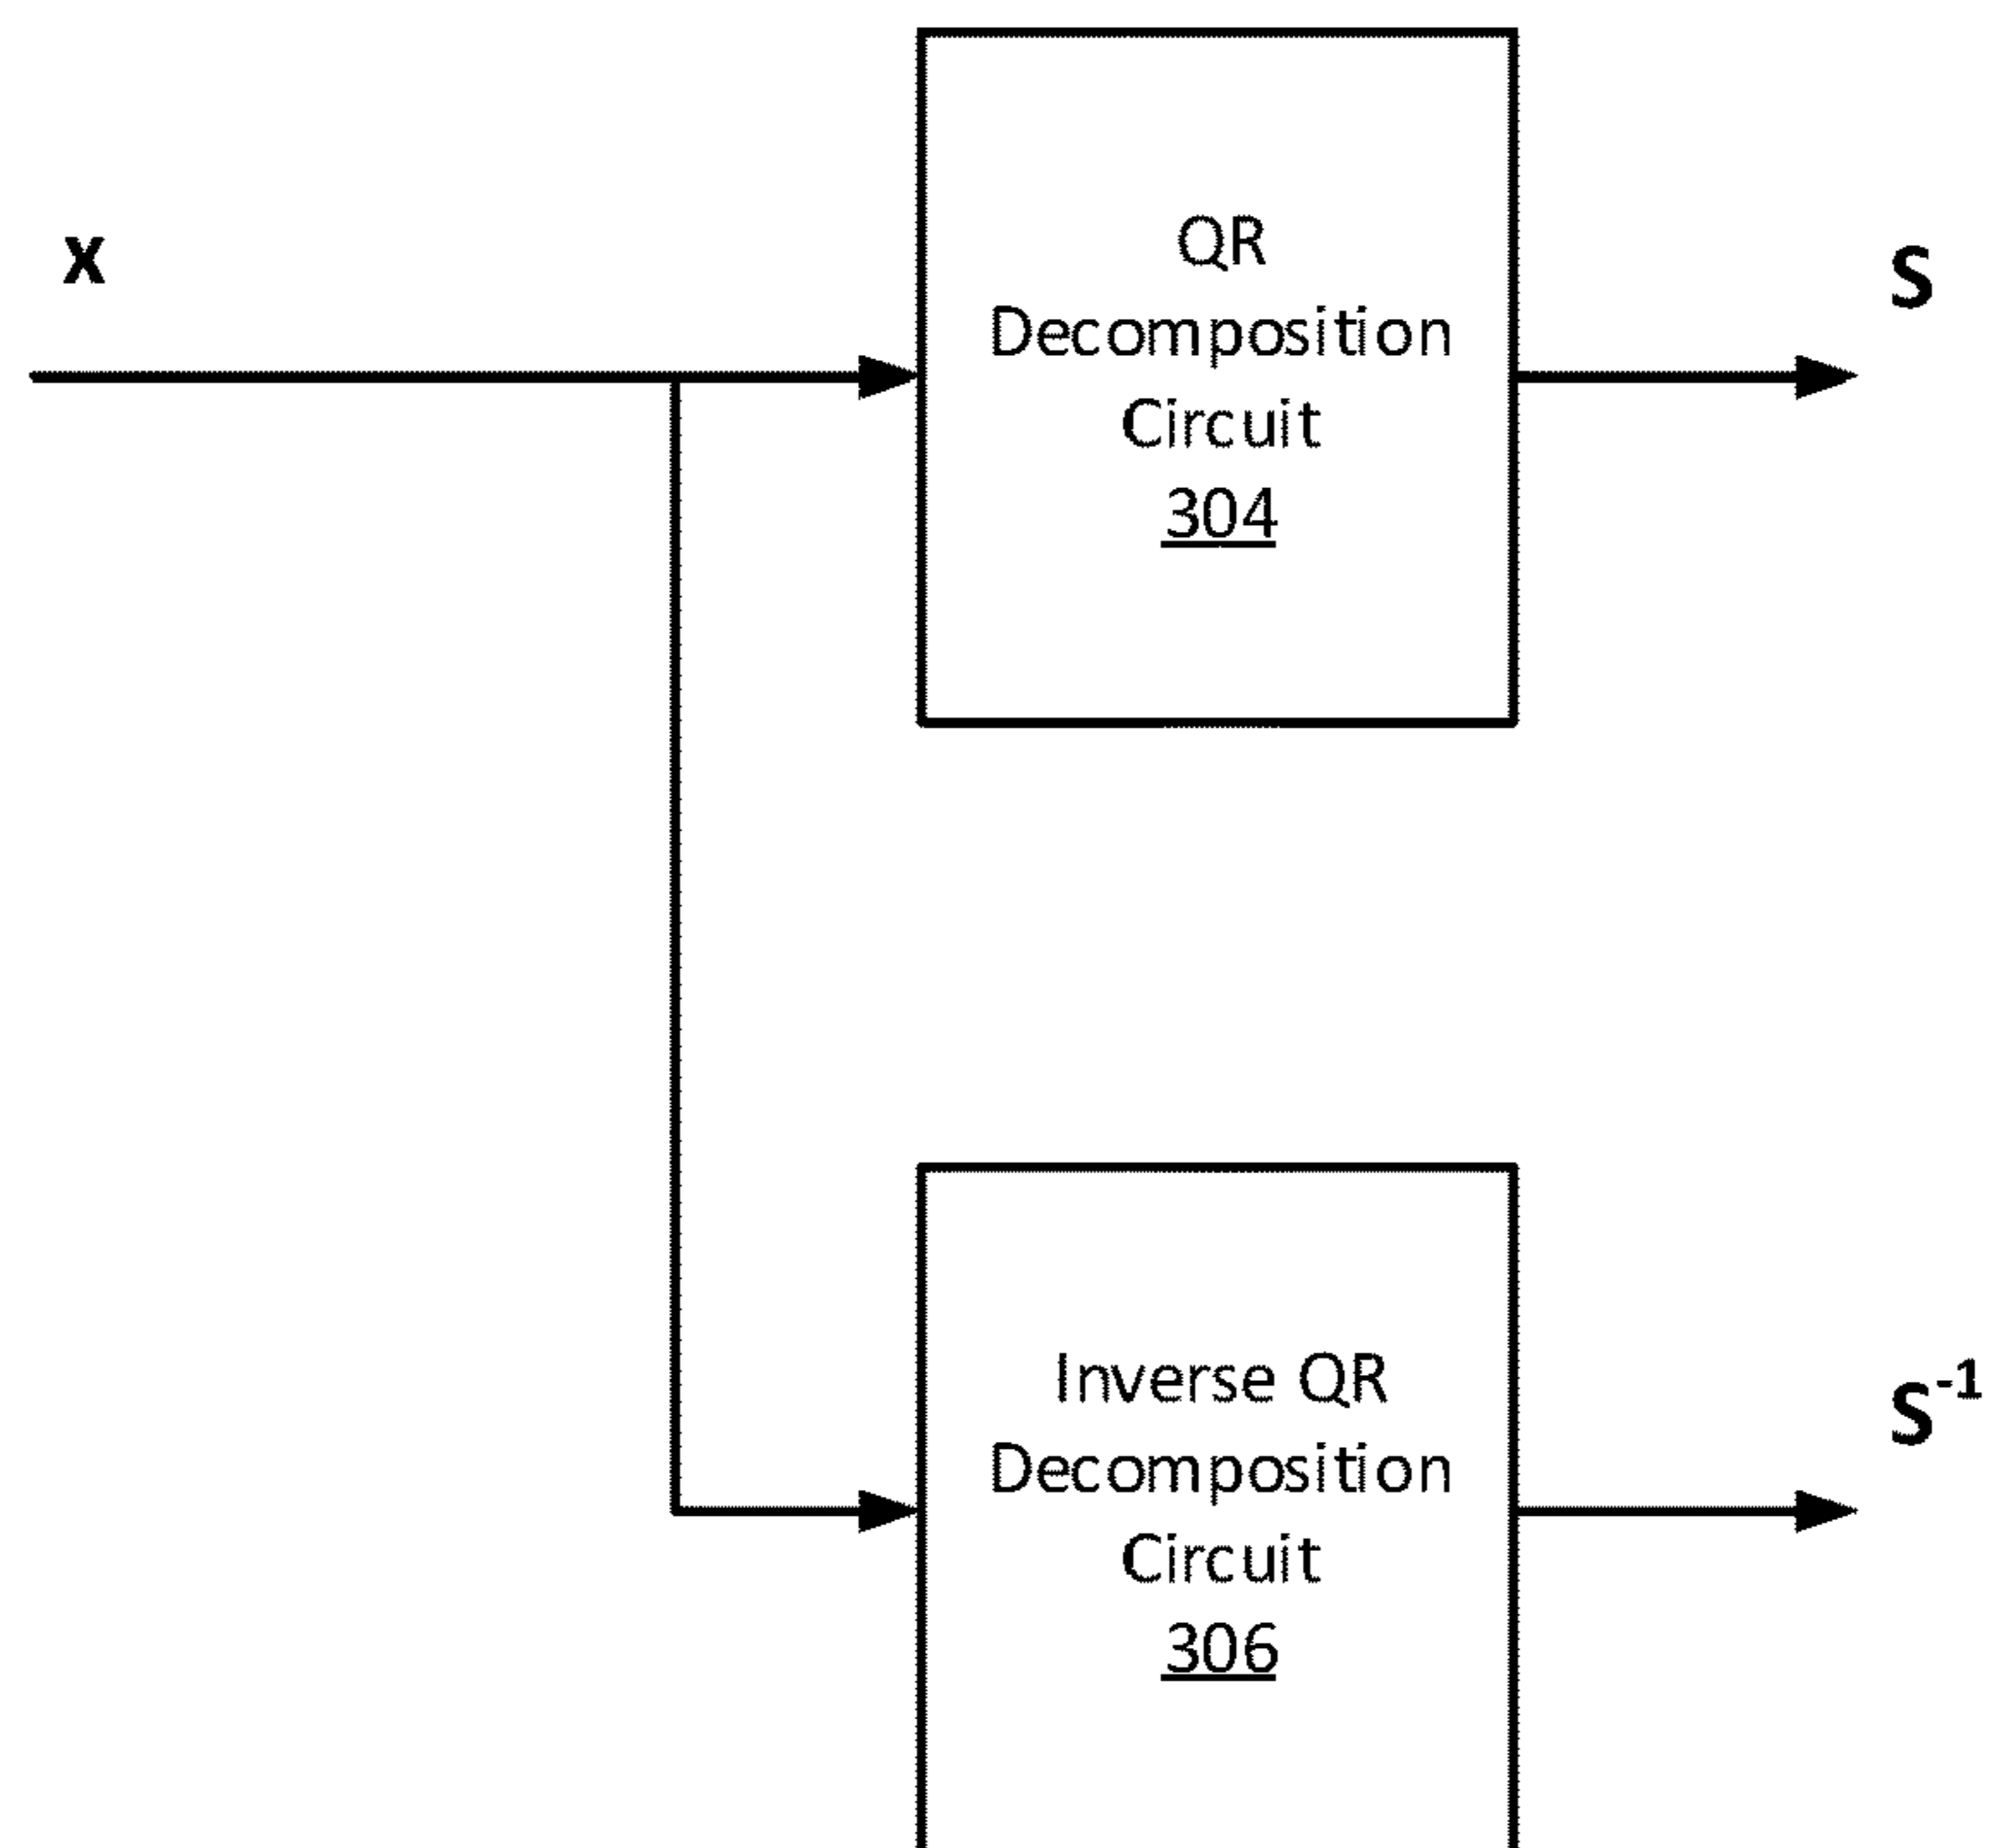 x
QR
Decomposition
Circuit
304
S
Inverse QR
Decomposition
Circuit
306
S⁻¹